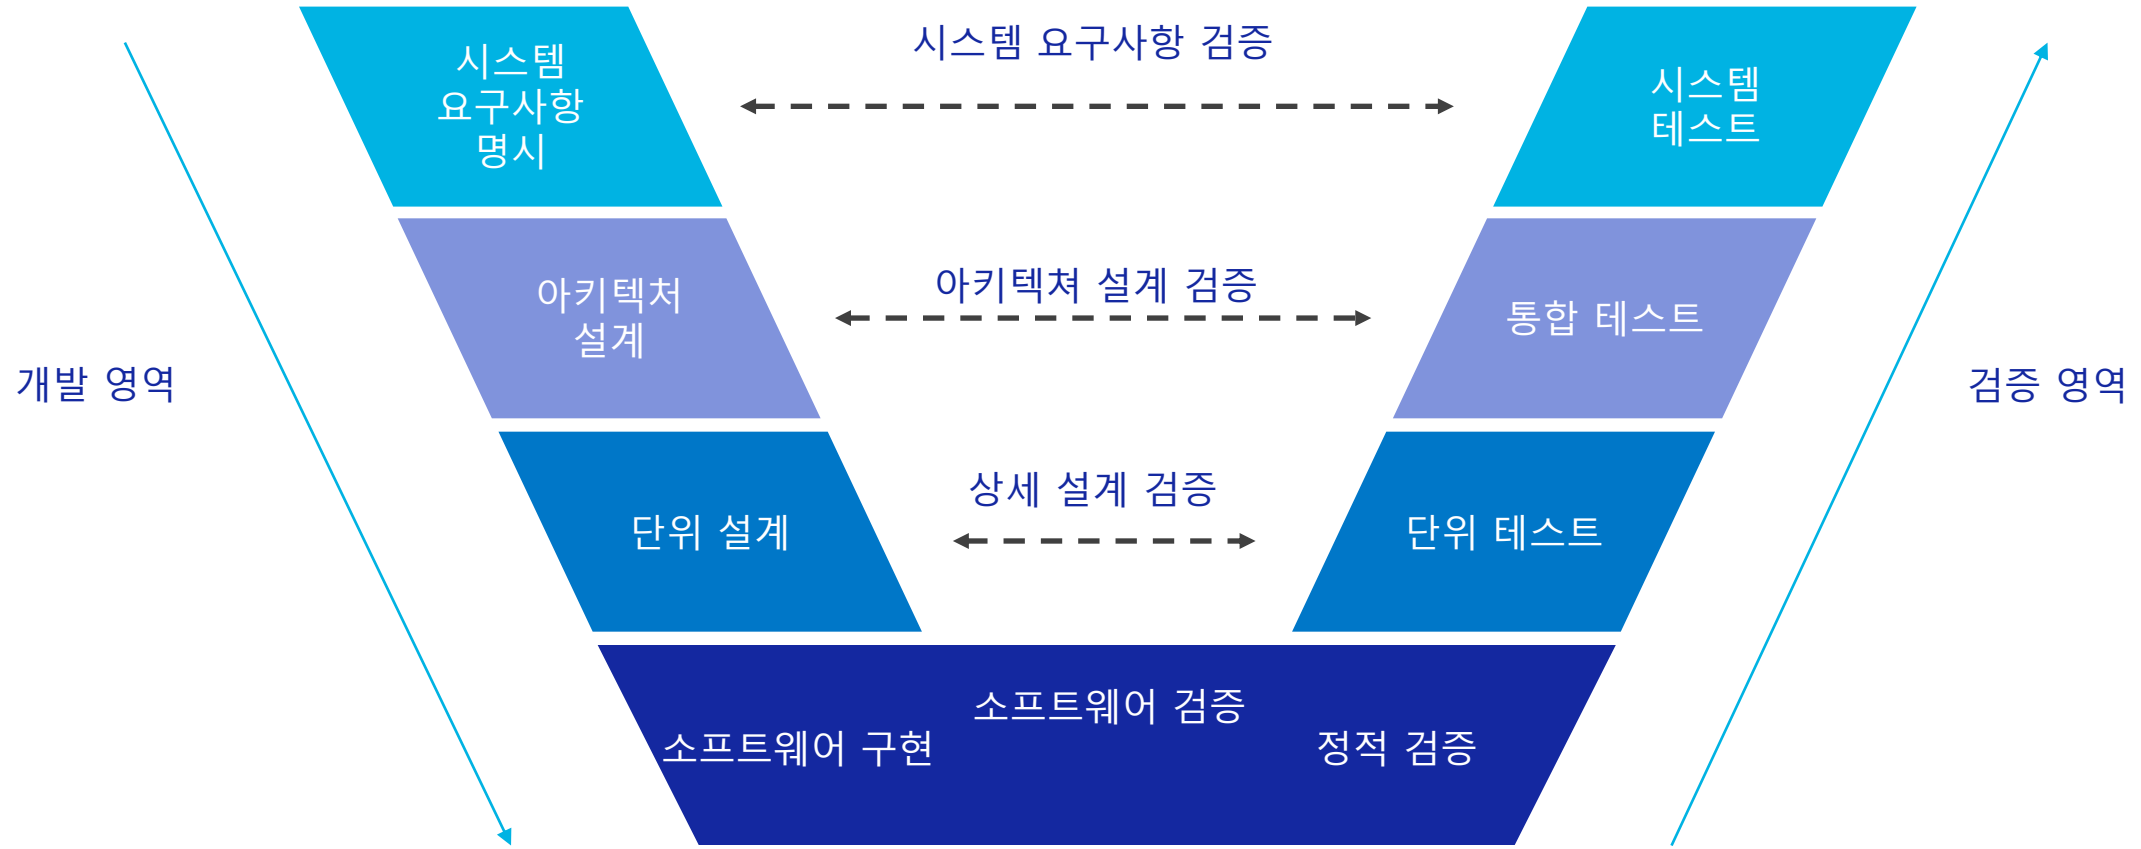 시스템 요구사항 검증
시스템
요구사항
명시
시스템
테스트
아키텍쳐 설계 검증
아키텍처
설계
통합 테스트
개발 영역
검증 영역
상세 설계 검증
단위 설계
단위 테스트
소프트웨어 검증
소프트웨어 구현
정적 검증